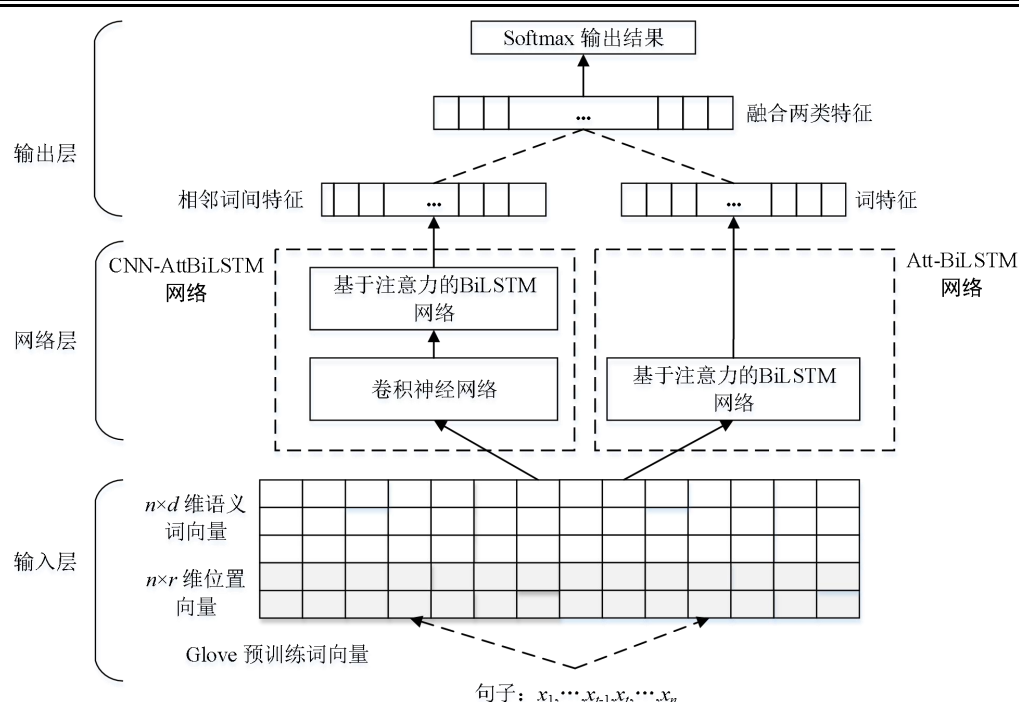 Softmax 输出结果
...
融合两类特征
输出层
相邻词间特征
...
...
词特征
CNN-AttBiLSTM
网络
Att-BiLSTM
网络
基于注意力的BiLSTM
网络
网络层
卷积神经网络
基于注意力的BiLSTM
网络
n×d 维语义
词向量
输入层
n×r 维位置
向量
Glove 预训练词向量
句子：x1,…,xt-1,xt,…,xn